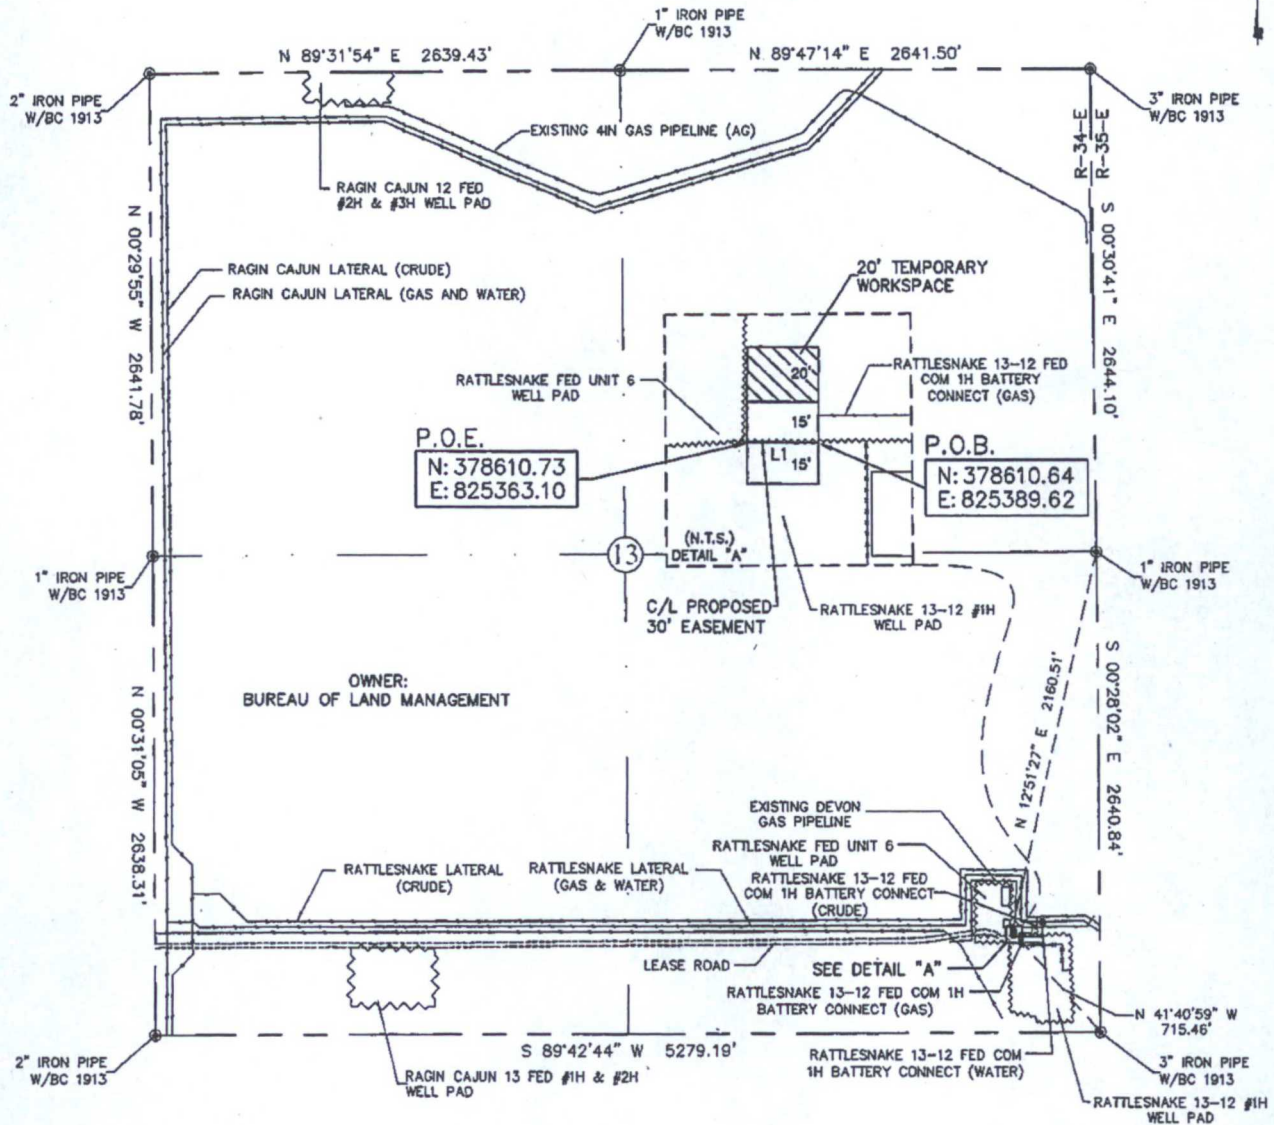 1" IRON PIPE
W/BC 1913
N 89°31'54" E 2639.43'
N 89°47'14" E 2641.50'
2" IRON PIPE
W/BC 1913
3" IRON PIPE
W/BC 1913
R-34-E
R-35-E
EXISTING 4IN GAS PIPELINE (AG)
RAGIN CAJUN 12 FED
#2H & #3H WELL PAD
N 00°29'55" W 2641.78'
S 00°30'41" E 2644.10'
RAGIN CAJUN LATERAL (CRUDE)
RAGIN CAJUN LATERAL (GAS AND WATER)
20' TEMPORARY
WORKSPACE
20'
RATTLESNAKE FED UNIT 6
WELL PAD
RATTLESNAKE 13-12 FED
COM 1H BATTERY
CONNECT (GAS)
15'
L1 15'
P.O.E.
N: 378610.73
E: 825363.10
P.O.B.
N: 378610.64
E: 825389.62
(N.T.S.)
DETAIL "A"
13
1" IRON PIPE
W/BC 1913
1" IRON PIPE
W/BC 1913
C/L PROPOSED
30' EASEMENT
RATTLESNAKE 13-12 #1H
WELL PAD
OWNER:
BUREAU OF LAND MANAGEMENT
N 00°31'05" W 2638.31'
N 12°51'27" E 2160.51'
S 00°28'02" E 2640.84'
EXISTING DEVON
GAS PIPELINE
RATTLESNAKE FED UNIT 6
WELL PAD
RATTLESNAKE LATERAL
(CRUDE)
RATTLESNAKE LATERAL
(GAS & WATER)
RATTLESNAKE 13-12 FED
COM 1H BATTERY CONNECT
(CRUDE)
LEASE ROAD
SEE DETAIL "A"
RATTLESNAKE 13-12 FED COM 1H
BATTERY CONNECT (GAS)
N 41°40'59" W
715.46'
S 89°42'44" W 5279.19'
2" IRON PIPE
W/BC 1913
RAGIN CAJUN 13 FED #1H & #2H
WELL PAD
RATTLESNAKE 13-12 FED COM
1H BATTERY CONNECT (WATER)
3" IRON PIPE
W/BC 1913
RATTLESNAKE 13-12 #1H
WELL PAD